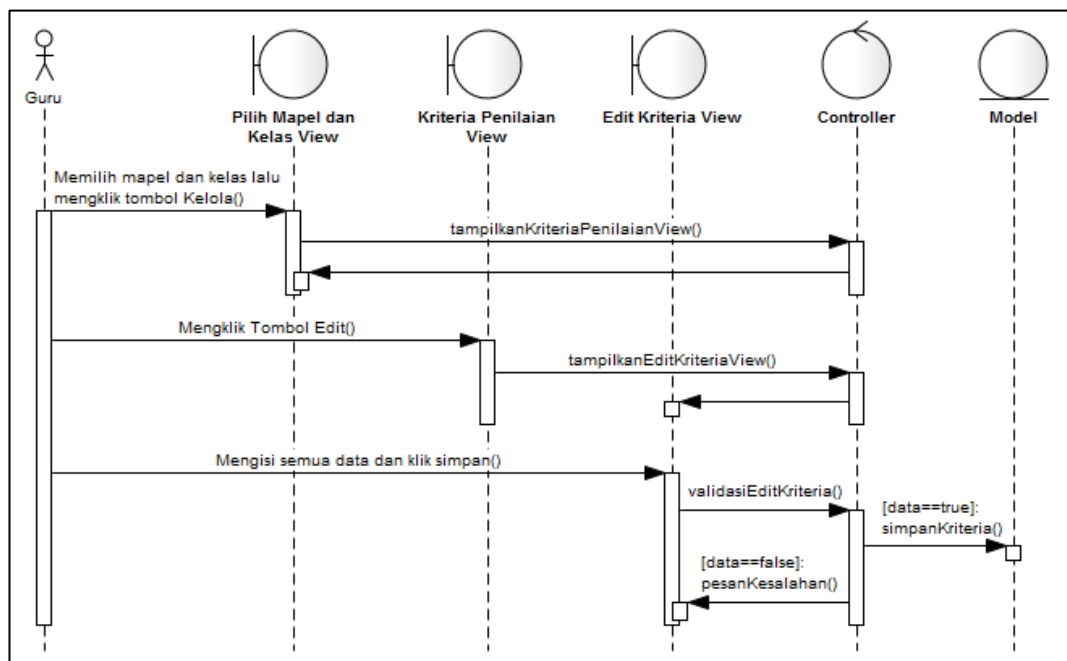 Guru
Pilih Mapel dan
Kelas View
Kriteria Penilaian
View
Edit Kriteria View
Controller
Model
Memilih mapel dan kelas lalu
mengklik tombol Kelola()
tampilkanKriteriaPenilaianView()
Mengklik Tombol Edit()
tampilkanEditKriteriaView()
Mengisi semua data dan klik simpan()
validasiEditKriteria()
[data==true]:
simpanKriteria()
[data==false]:
pesanKesalahan()